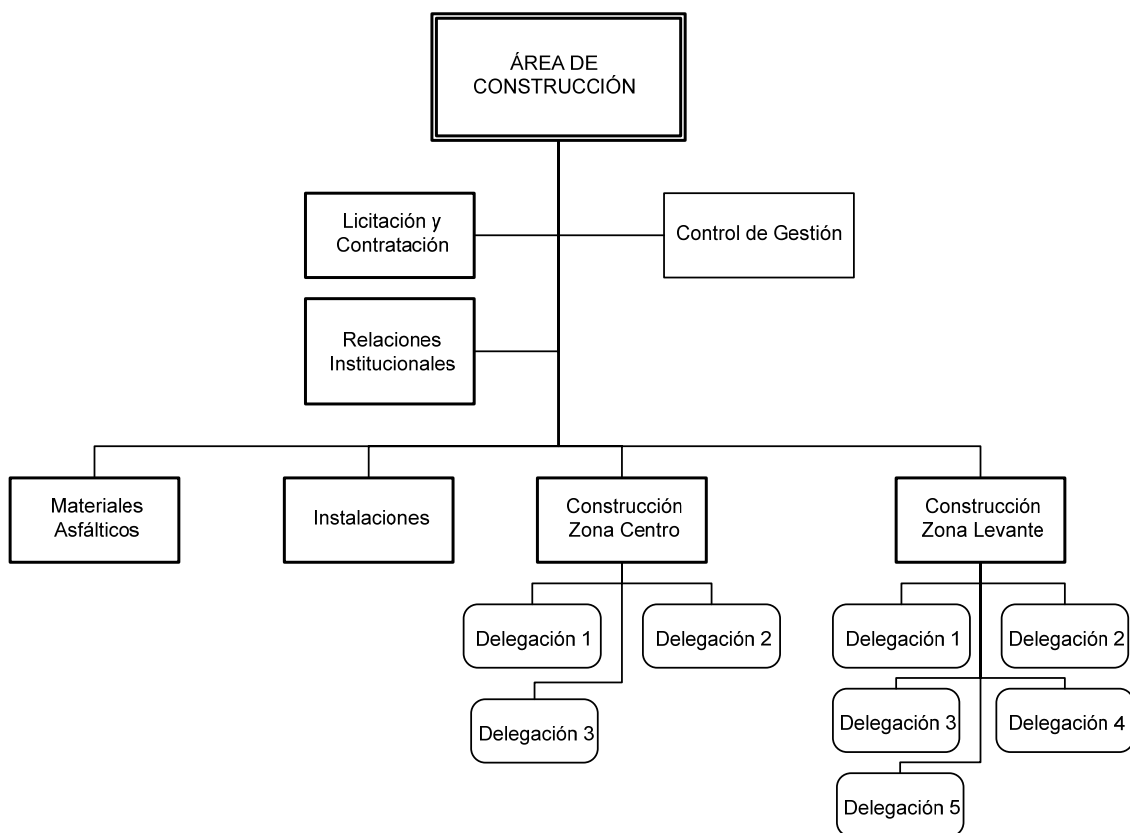 ÁREA DE
CONSTRUCCIÓN
Licitación y
Contratación
Control de Gestión
Relaciones
Institucionales
Materiales
Asfálticos
Instalaciones
Construcción
Zona Centro
Construcción
Zona Levante
Delegación 1
Delegación 2
Delegación 3
Delegación 1
Delegación 2
Delegación 3
Delegación 4
Delegación 5